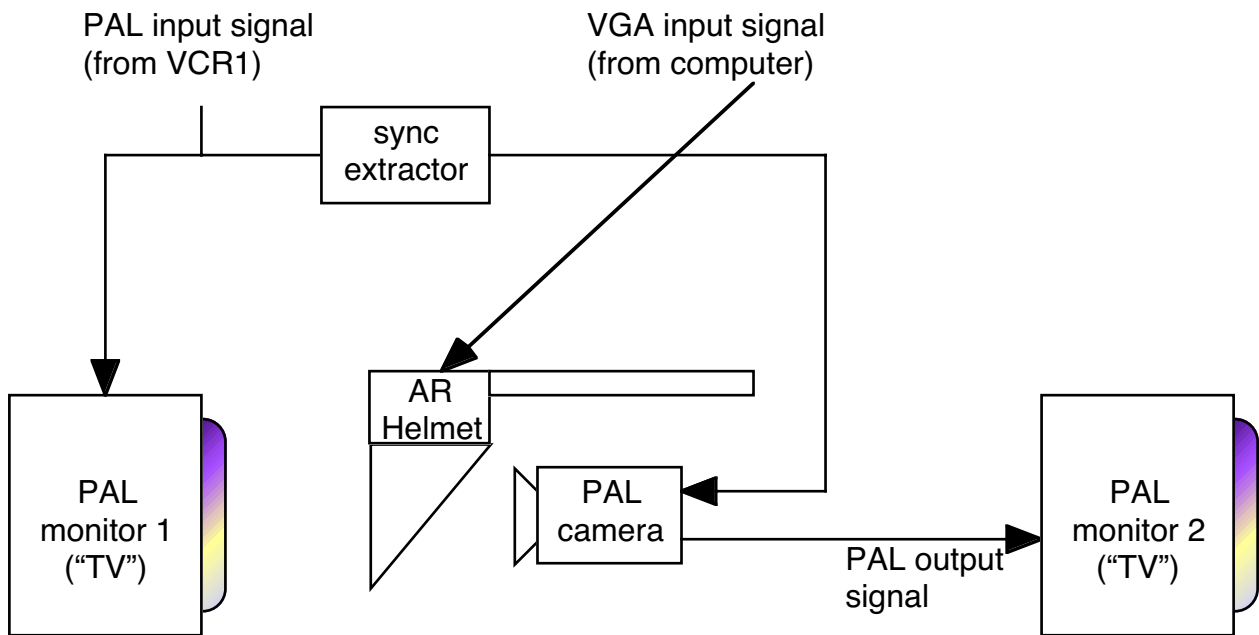 PAL input signal
(from VCR1)
VGA input signal
(from computer)
sync
extractor
AR
Helmet
PAL
monitor 1
(“TV”)
PAL
camera
PAL output
signal
PAL
monitor 2
(“TV”)